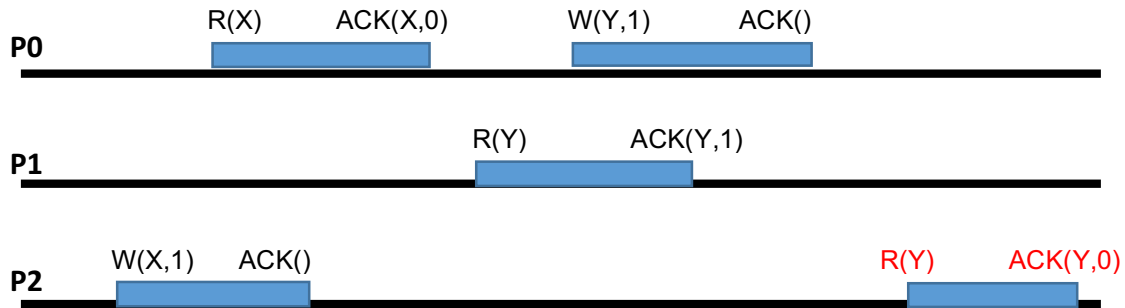 R(X) ACK(X,0) W(Y,1) ACK()
P0
R(Y) ACK(Y,1)
P1
W(X,1) ACK() R(Y) ACK(Y,0)
P2